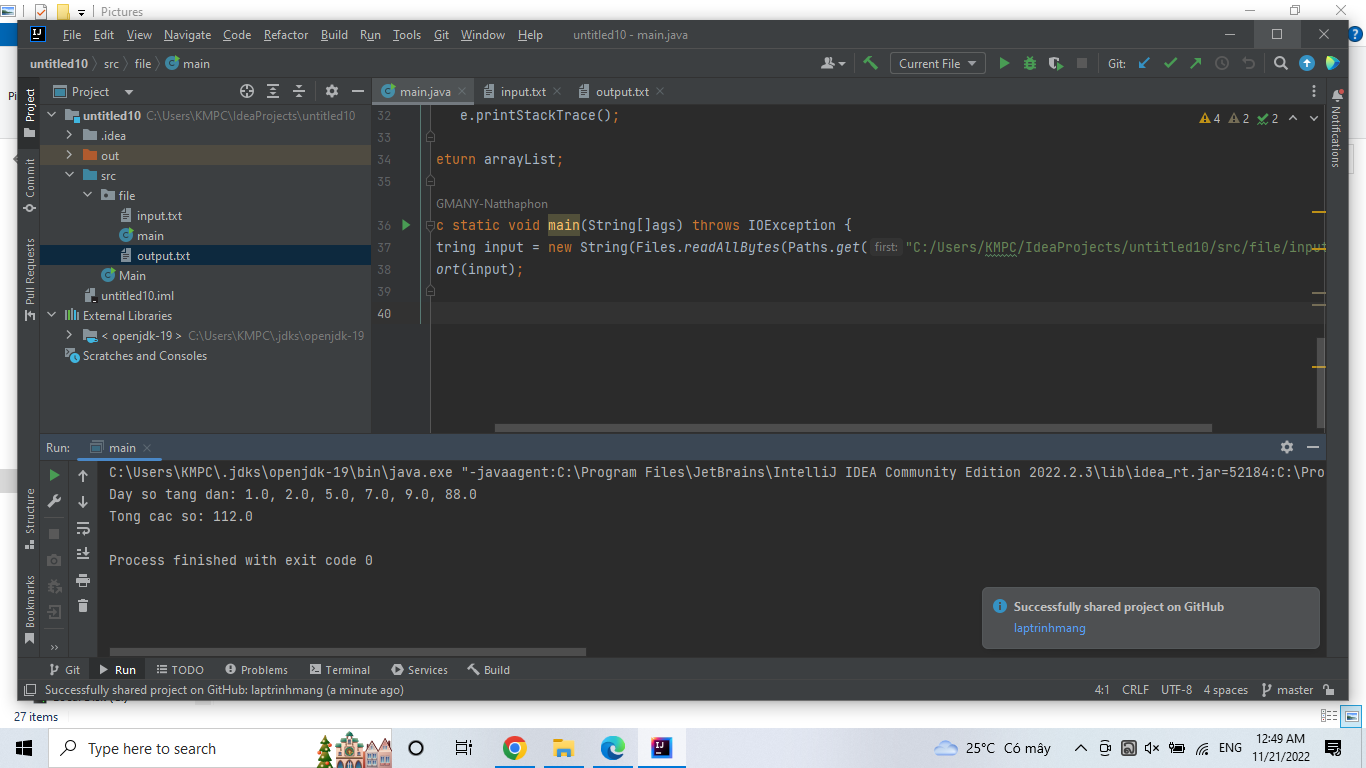 Pictures
File Edit View Navigate Code Refactor Build Run Tools Git Window Help untitled10 - main.java
untitled10 src file main
Current File
Git:
Project
main.java input.txt output.txt
untitled10 C:\Users\KMPC\IdeaProjects\untitled10
.idea
out
src
file
input.txt
main
output.txt
Main
untitled10.iml
External Libraries
< openjdk-19 > C:\Users\KMPC\.jdks\openjdk-19
Scratches and Consoles
Project
Commit
Pull Requests
Structure
Bookmarks
Notifications
4 2 2
32 e.printStackTrace();
33
34 eturn arrayList;
35
GMANY-Natthaphon
36 c static void main(String[]ags) throws IOException {
37 tring input = new String(Files.readAllBytes(Paths.get( first: "C:/Users/KMPC/IdeaProjects/untitled10/src/file/input
38 ort(input);
39
40
Run: main
C:\Users\KMPC\.jdks\openjdk-19\bin\java.exe "-javaagent:C:\Program Files\JetBrains\IntelliJ IDEA Community Edition 2022.2.3\lib\idea_rt.jar=52184:C:\Pro
Day so tang dan: 1.0, 2.0, 5.0, 7.0, 9.0, 88.0
Tong cac so: 112.0
Process finished with exit code 0
Successfully shared project on GitHub
laptrinhmang
Git Run TODO Problems Terminal Services Build
Successfully shared project on GitHub: laptrinhmang (a minute ago)
4:1 CRLF UTF-8 4 spaces master
27 items
Type here to search
25°C Có mây
ENG
12:49 AM
11/21/2022